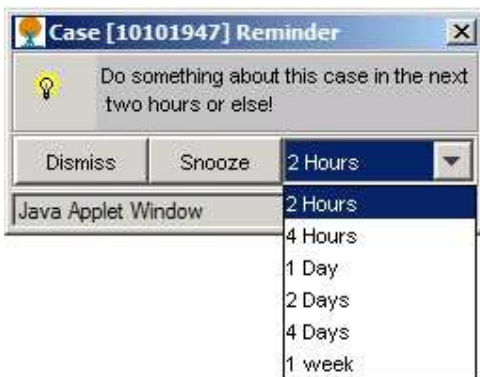 Case [10101947] Reminder
Do something about this case in the next
two hours or else!
Dismiss Snooze 2 Hours
Java Applet Window
2 Hours
4 Hours
1 Day
2 Days
4 Days
1 week